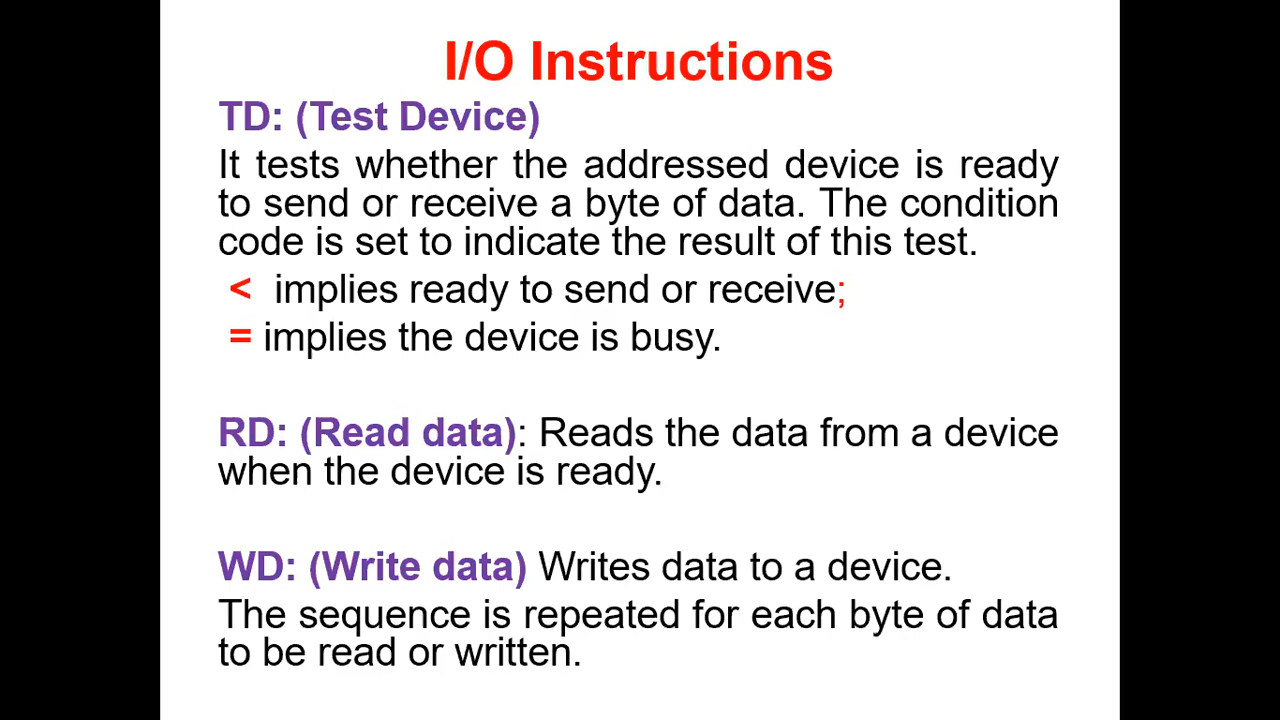 I/O Instructions
TD: (Test Device)
It tests whether the addressed device is ready
to send or receive a byte of data. The condition
code is set to indicate the result of this test.
< implies ready to send or receive;
= implies the device is busy.
RD: (Read data): Reads the data from a device
when the device is ready.
WD: (Write data) Writes data to a device.
The sequence is repeated for each byte of data
to be read or written.